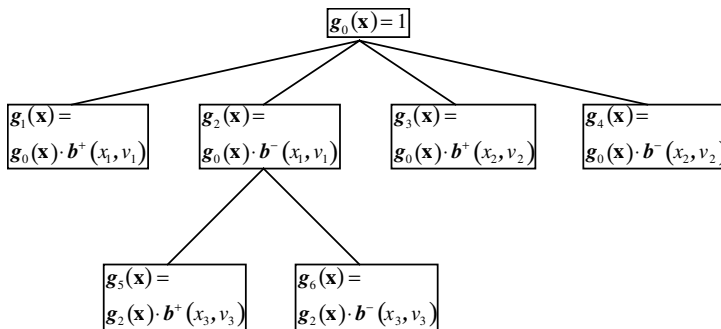 g₀(x) = 1
g₁(x) =
g₀(x) · b⁺(x₁, v₁)
g₂(x) =
g₀(x) · b⁻(x₁, v₁)
g₃(x) =
g₀(x) · b⁺(x₂, v₂)
g₄(x) =
g₀(x) · b⁻(x₂, v₂)
g₅(x) =
g₂(x) · b⁺(x₃, v₃)
g₆(x) =
g₂(x) · b⁻(x₃, v₃)